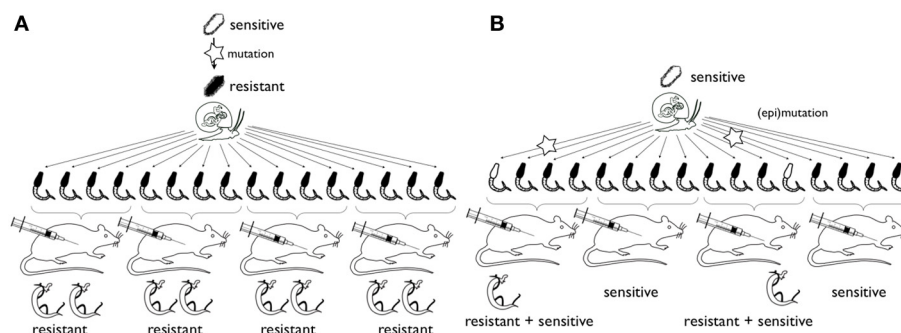 A
sensitive
mutation
resistant
resistant
resistant
resistant
resistant
B
sensitive
(epi)mutation
sensitive
sensitive
resistant + sensitive
resistant + sensitive